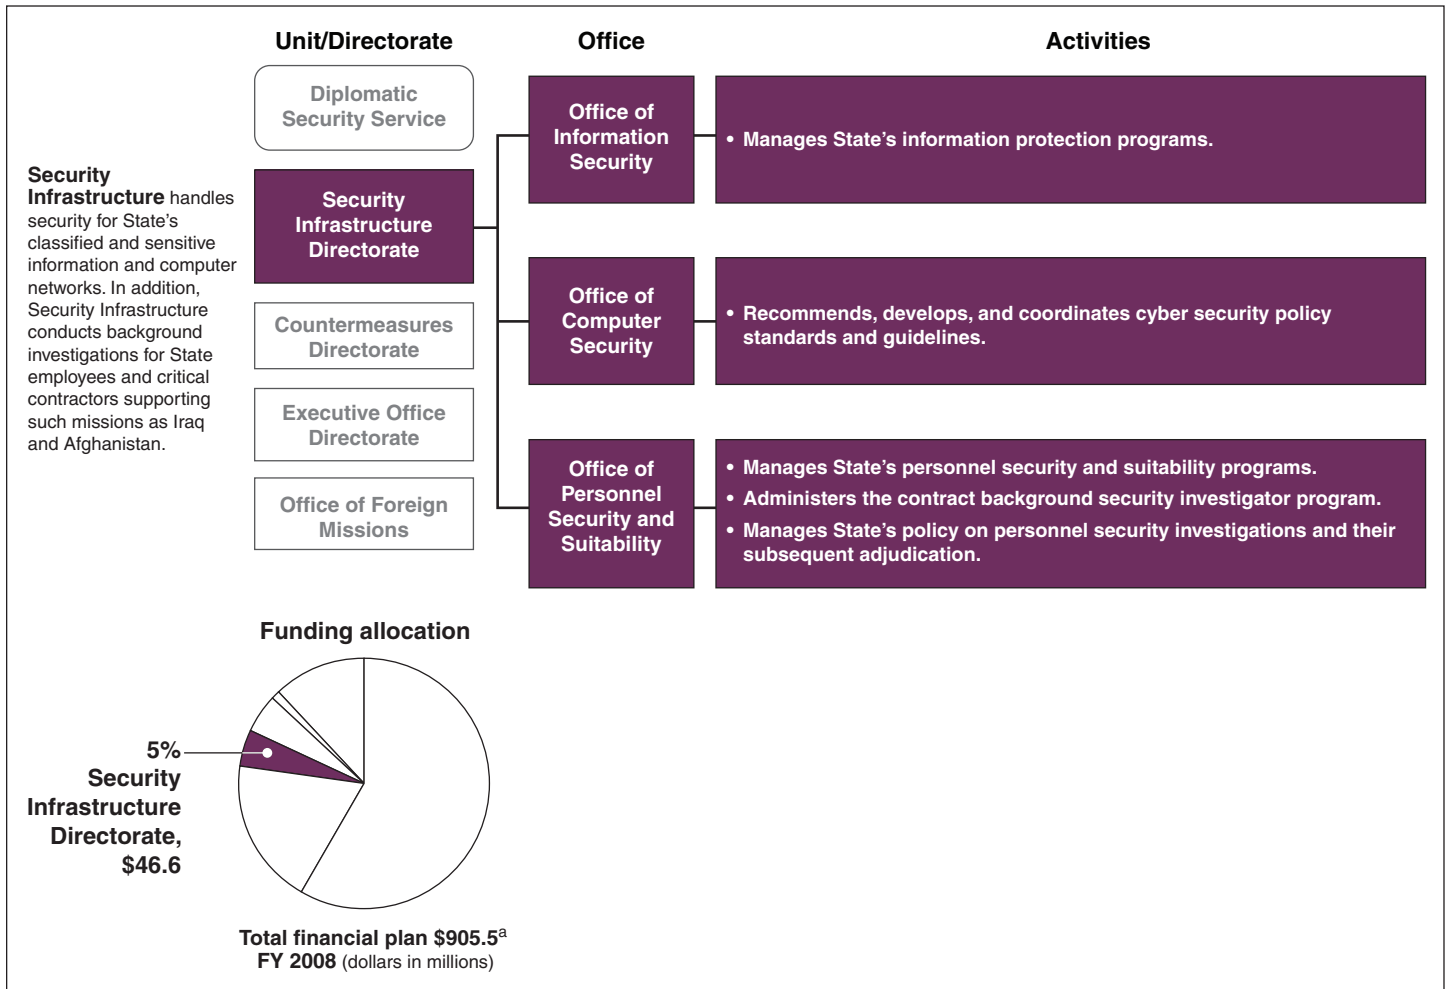 Unit/Directorate
Office
Activities
Diplomatic
Security Service
Security
Infrastructure handles
security for State’s
classified and sensitive
information and computer
networks. In addition,
Security Infrastructure
conducts background
investigations for State
employees and critical
contractors supporting
such missions as Iraq
and Afghanistan.
Security
Infrastructure
Directorate
Countermeasures
Directorate
Executive Office
Directorate
Office of Foreign
Missions
Office of
Information
Security
• Manages State’s information protection programs.
Office of
Computer
Security
• Recommends, develops, and coordinates cyber security policy
standards and guidelines.
Office of
Personnel
Security and
Suitability
• Manages State’s personnel security and suitability programs.
• Administers the contract background security investigator program.
• Manages State’s policy on personnel security investigations and their
subsequent adjudication.
Funding allocation
5%
Security
Infrastructure
Directorate,
$46.6
Total financial plan $905.5a
FY 2008 (dollars in millions)